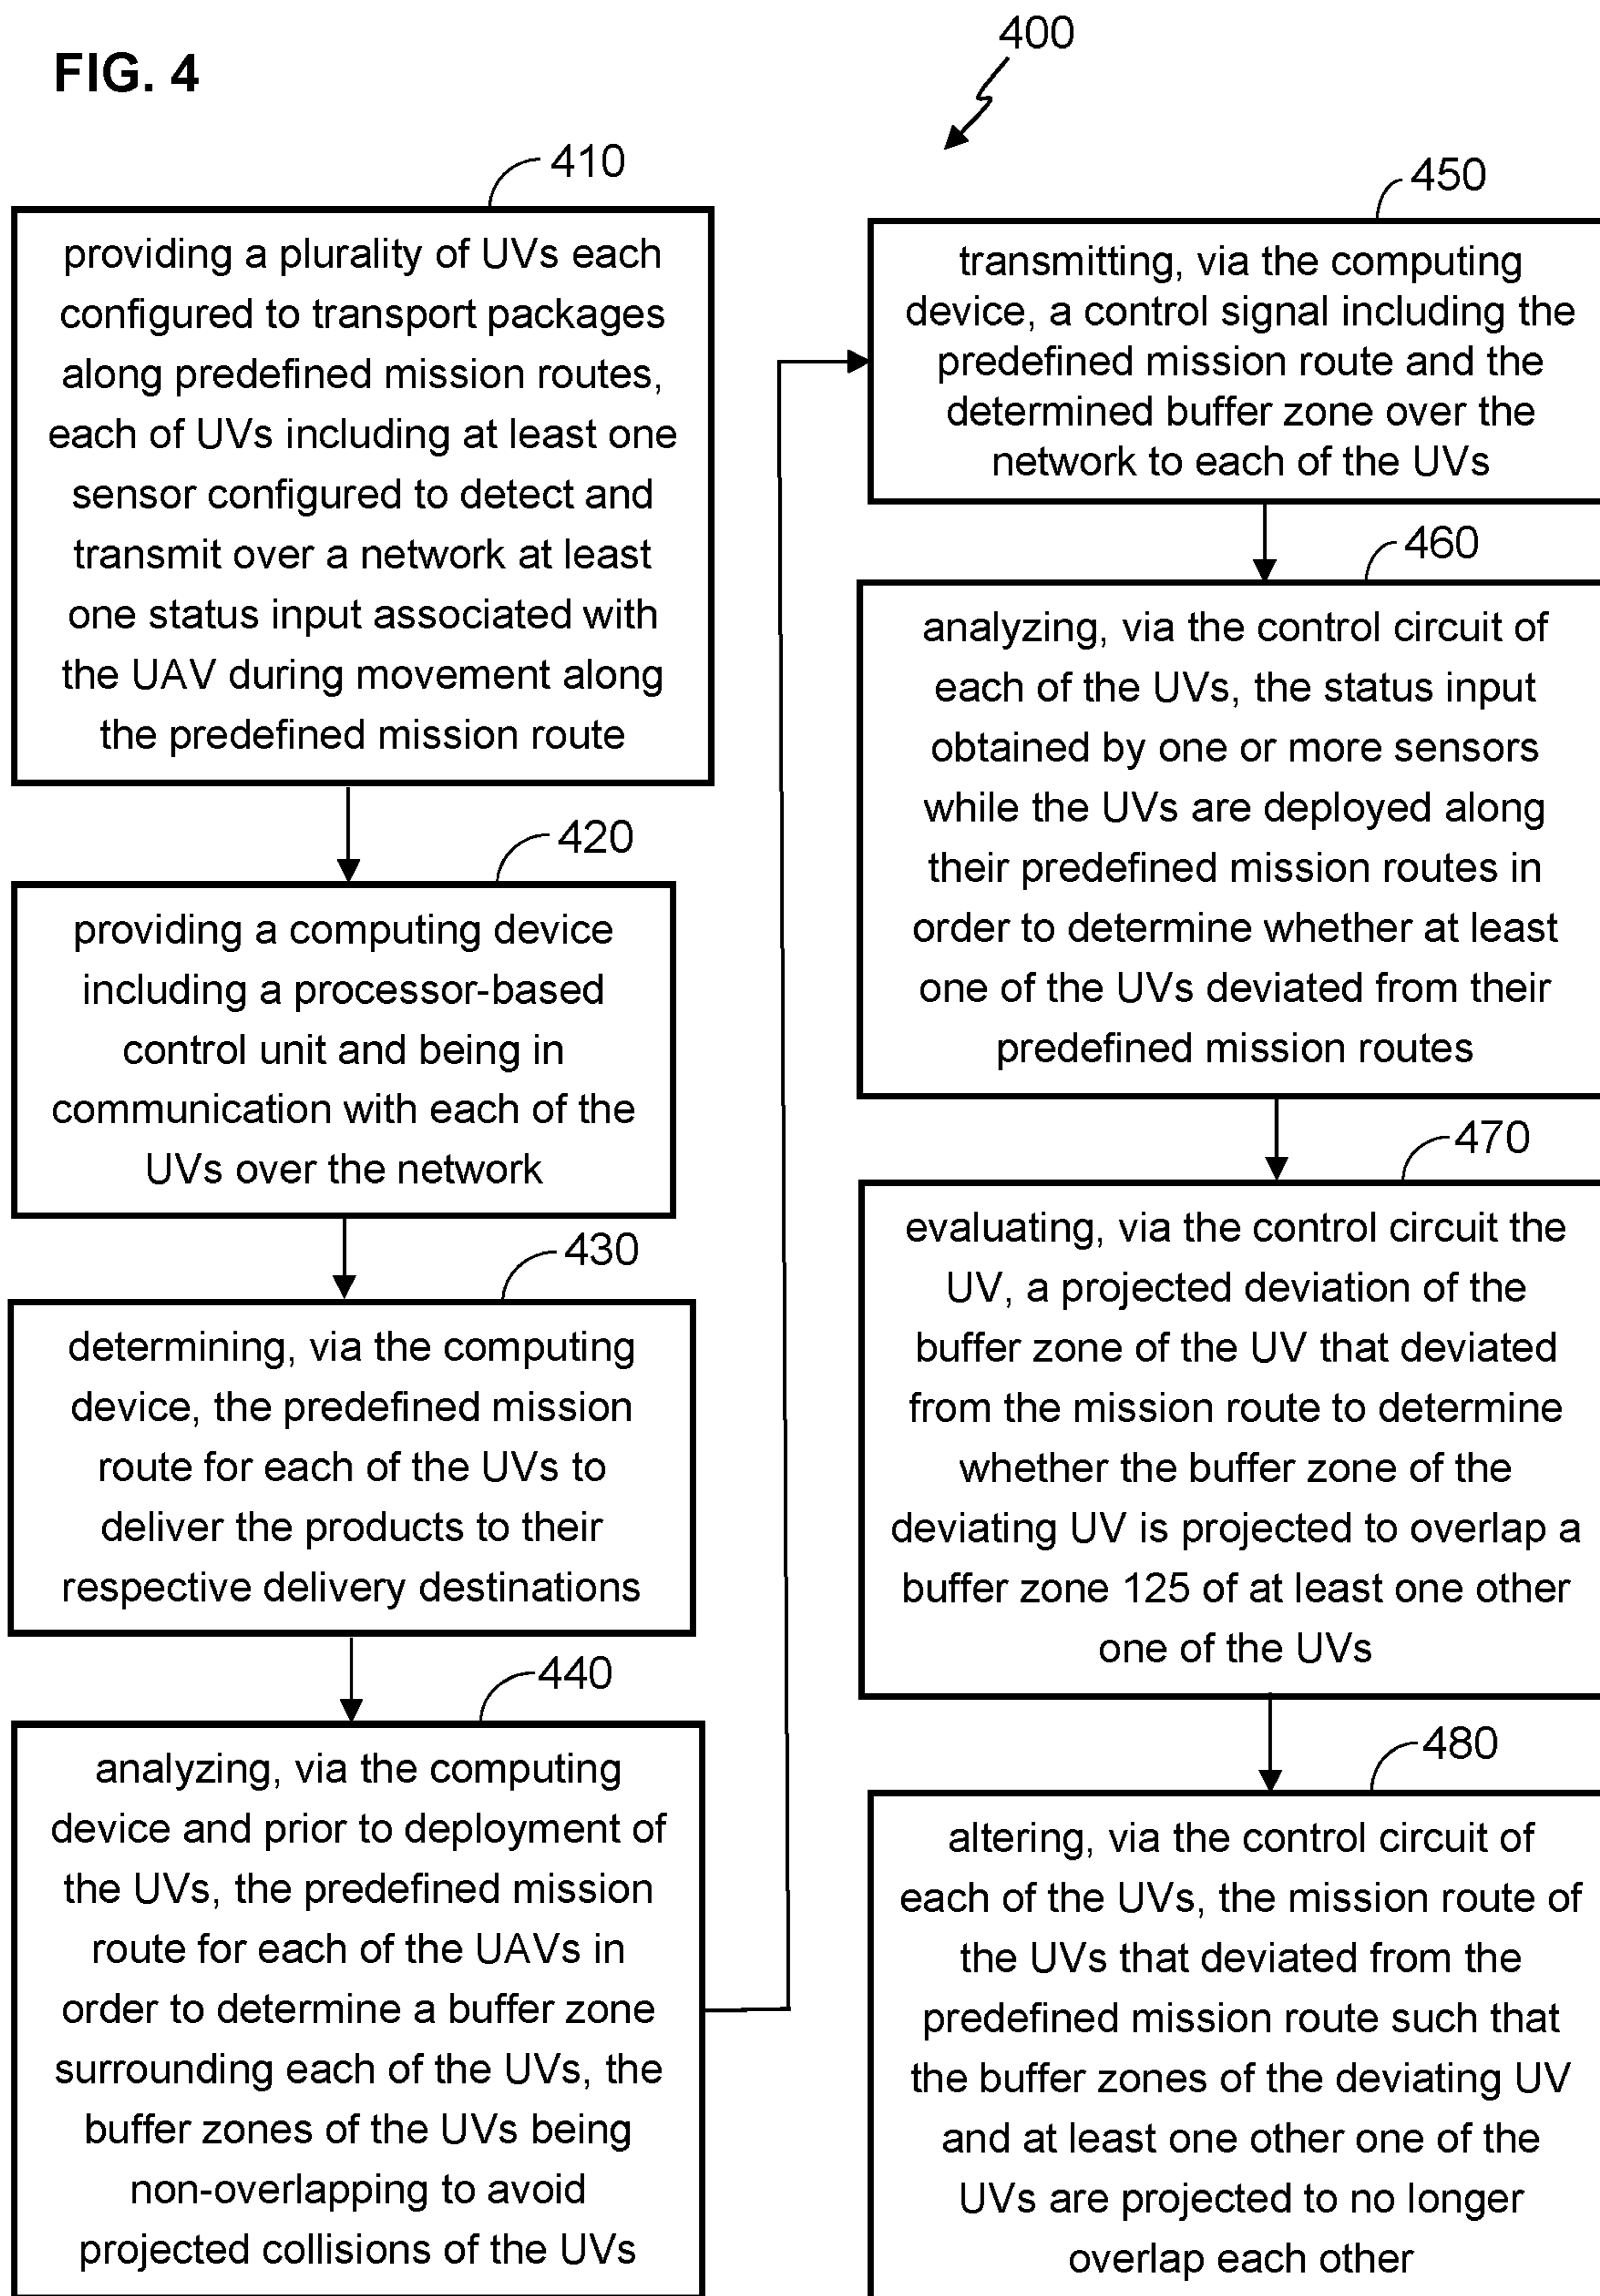 FIG. 4
400
410
providing a plurality of UVs each
configured to transport packages
along predefined mission routes,
each of UVs including at least one
sensor configured to detect and
transmit over a network at least
one status input associated with
the UAV during movement along
the predefined mission route
420
providing a computing device
including a processor-based
control unit and being in
communication with each of the
UVs over the network
430
determining, via the computing
device, the predefined mission
route for each of the UVs to
deliver the products to their
respective delivery destinations
440
analyzing, via the computing
device and prior to deployment of
the UVs, the predefined mission
route for each of the UAVs in
order to determine a buffer zone
surrounding each of the UVs, the
buffer zones of the UVs being
non-overlapping to avoid
projected collisions of the UVs
450
transmitting, via the computing
device, a control signal including the
predefined mission route and the
determined buffer zone over the
network to each of the UVs
460
analyzing, via the control circuit of
each of the UVs, the status input
obtained by one or more sensors
while the UVs are deployed along
their predefined mission routes in
order to determine whether at least
one of the UVs deviated from their
predefined mission routes
470
evaluating, via the control circuit the
UV, a projected deviation of the
buffer zone of the UV that deviated
from the mission route to determine
whether the buffer zone of the
deviating UV is projected to overlap a
buffer zone 125 of at least one other
one of the UVs
480
altering, via the control circuit of
each of the UVs, the mission route of
the UVs that deviated from the
predefined mission route such that
the buffer zones of the deviating UV
and at least one other one of the
UVs are projected to no longer
overlap each other